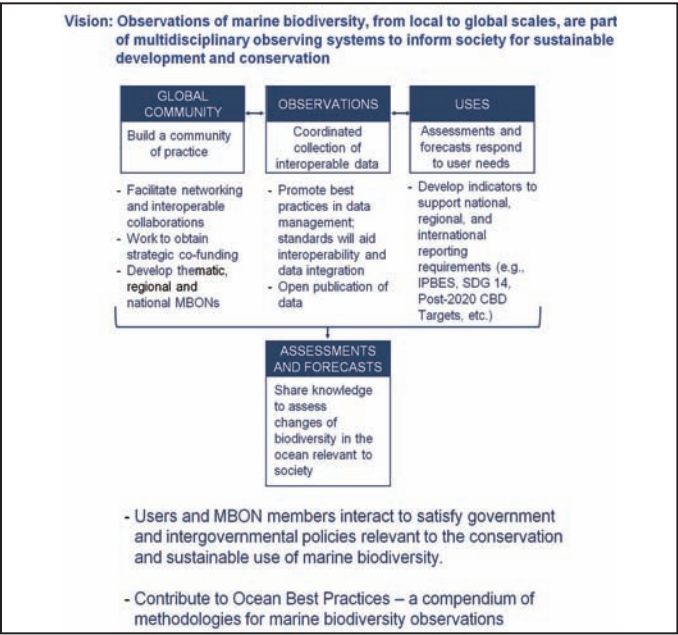 Vision: Observations of marine biodiversity, from local to global scales, are part
of multidisciplinary observing systems to inform society for sustainable
development and conservation
GLOBAL
COMMUNITY
Build a community
of practice
- Facilitate networking
and interoperable
collaborations
- Work to obtain
strategic co-funding
- Develop thematic,
regional and
national MBONs
OBSERVATIONS
Coordinated
collection of
interoperable data
- Promote best
practices in data
management;
standards will aid
interoperability and
data integration
- Open publication of
data
USES
Assessments and
forecasts respond
to user needs
- Develop indicators to
support national,
regional, and
international
reporting
requirements (e.g.,
IPBES, SDG 14,
Post-2020 CBD
Targets, etc.)
ASSESSMENTS
AND FORECASTS
Share knowledge
to assess
changes of
biodiversity in the
ocean relevant to
society
- Users and MBON members interact to satisfy government
and intergovernmental policies relevant to the conservation
and sustainable use of marine biodiversity.
- Contribute to Ocean Best Practices – a compendium of
methodologies for marine biodiversity observations